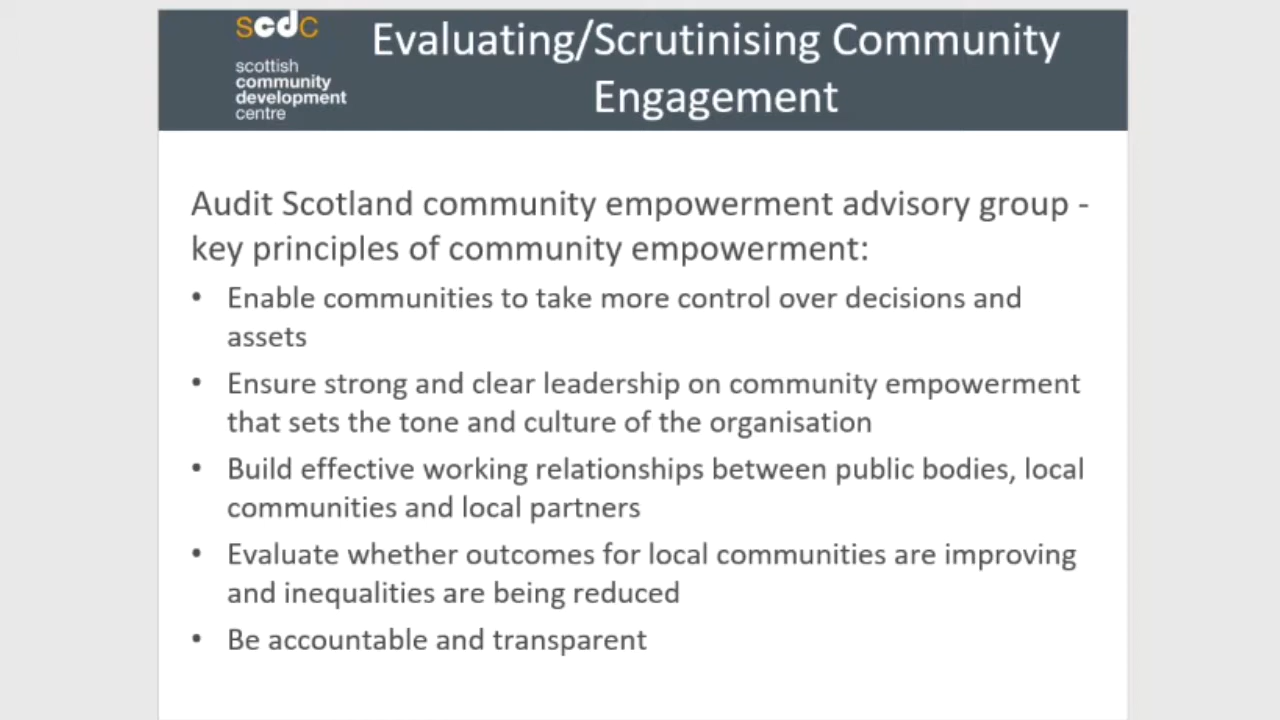 scdc
scottish
community
development
centre
Evaluating/Scrutinising Community
Engagement
Audit Scotland community empowerment advisory group -
key principles of community empowerment:
• Enable communities to take more control over decisions and
assets
• Ensure strong and clear leadership on community empowerment
that sets the tone and culture of the organisation
• Build effective working relationships between public bodies, local
communities and local partners
• Evaluate whether outcomes for local communities are improving
and inequalities are being reduced
• Be accountable and transparent